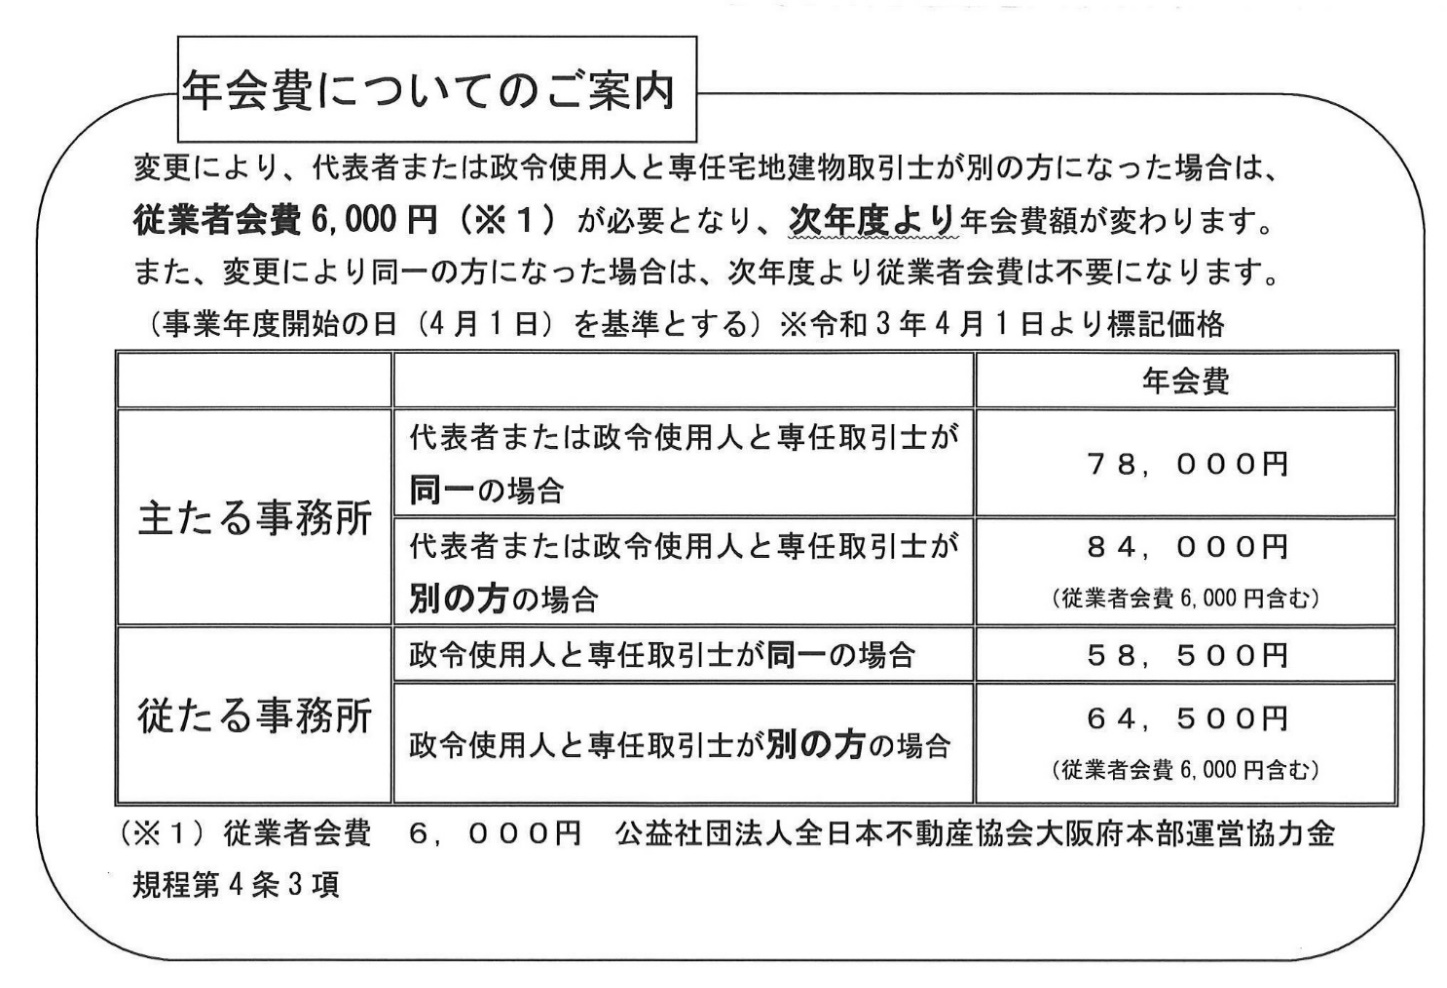 年会費についてのご案内
変更により、代表者または政令使用人と専任宅地建物取引士が別の方になった場合は、
従業者会費6,000円（※１）が必要となり、次年度より年会費額が変わります。
また、変更により同一の方になった場合は、次年度より従業者会費は不要になります。
（事業年度開始の日（4月1日）を基準とする）※令和3年4月1日より標記価格
年会費
主たる事務所
代表者または政令使用人と専任取引士が
同一の場合
７８，０００円
代表者または政令使用人と専任取引士が
別の方の場合
８４，０００円
（従業者会費6,000円含む）
従たる事務所
政令使用人と専任取引士が同一の場合
５８，５００円
政令使用人と専任取引士が別の方の場合
６４，５００円
（従業者会費6,000円含む）
（※１）従業者会費　６，０００円　公益社団法人全日本不動産協会大阪府本部運営協力金
規程第4条3項